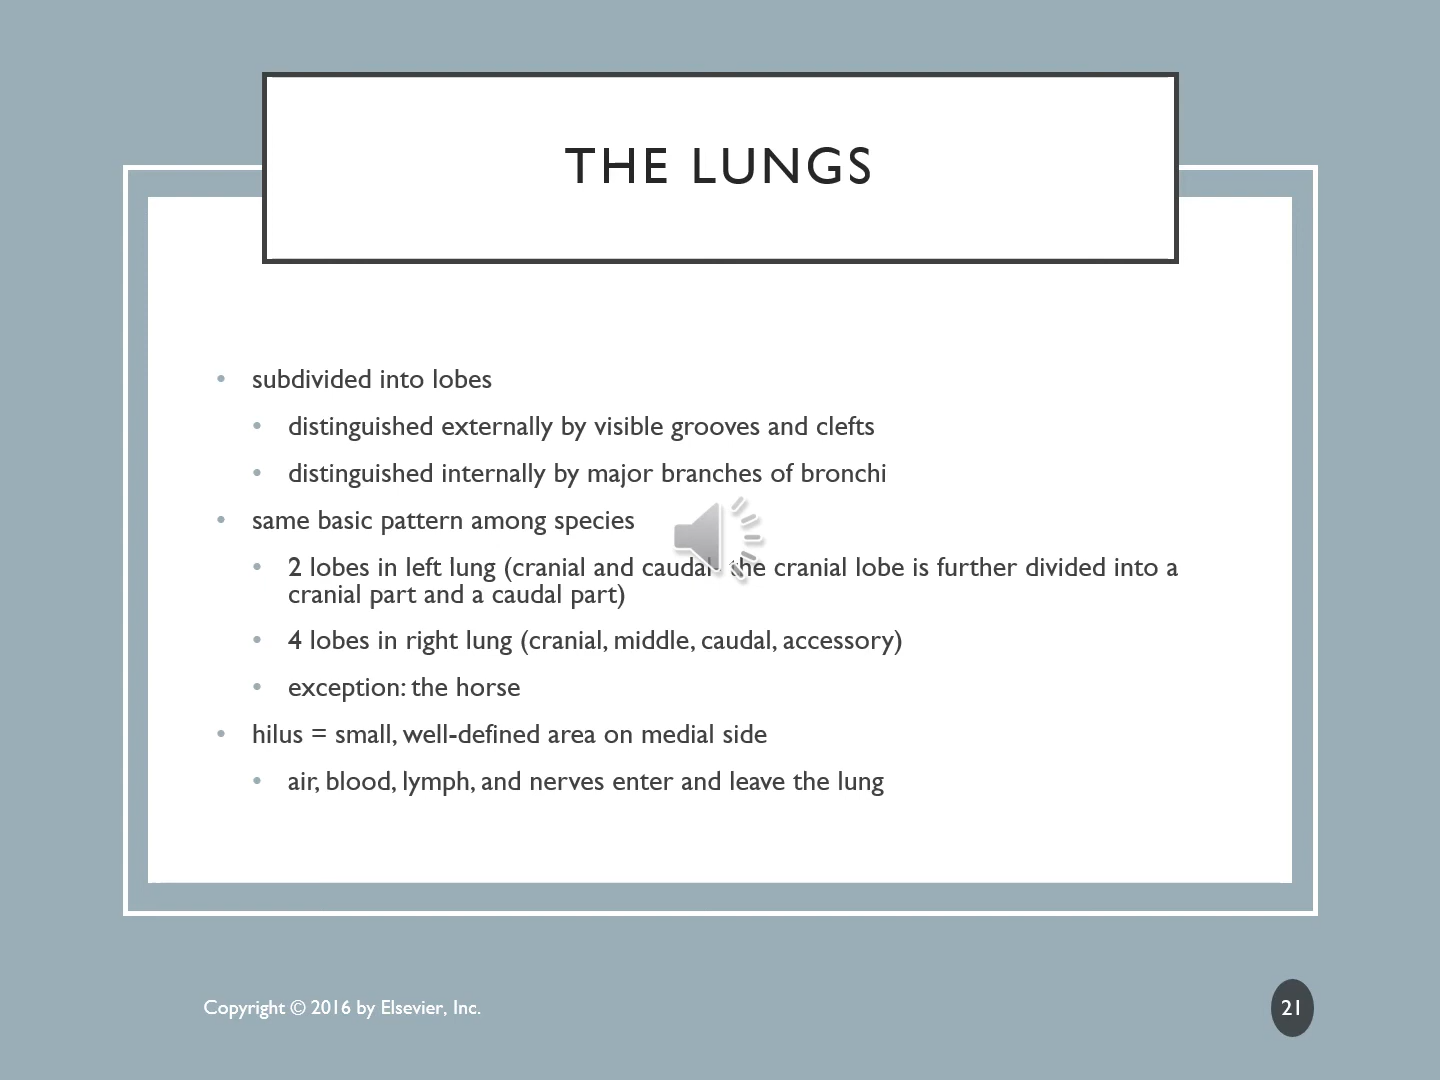 THE LUNGS
• subdivided into lobes
• distinguished externally by visible grooves and clefts
• distinguished internally by major branches of bronchi
• same basic pattern among species
• 2 lobes in left lung (cranial and caudal the cranial lobe is further divided into a
cranial part and a caudal part)
• 4 lobes in right lung (cranial, middle, caudal, accessory)
• exception: the horse
• hilus = small, well-defined area on medial side
• air, blood, lymph, and nerves enter and leave the lung
Copyright © 2016 by Elsevier, Inc.
21